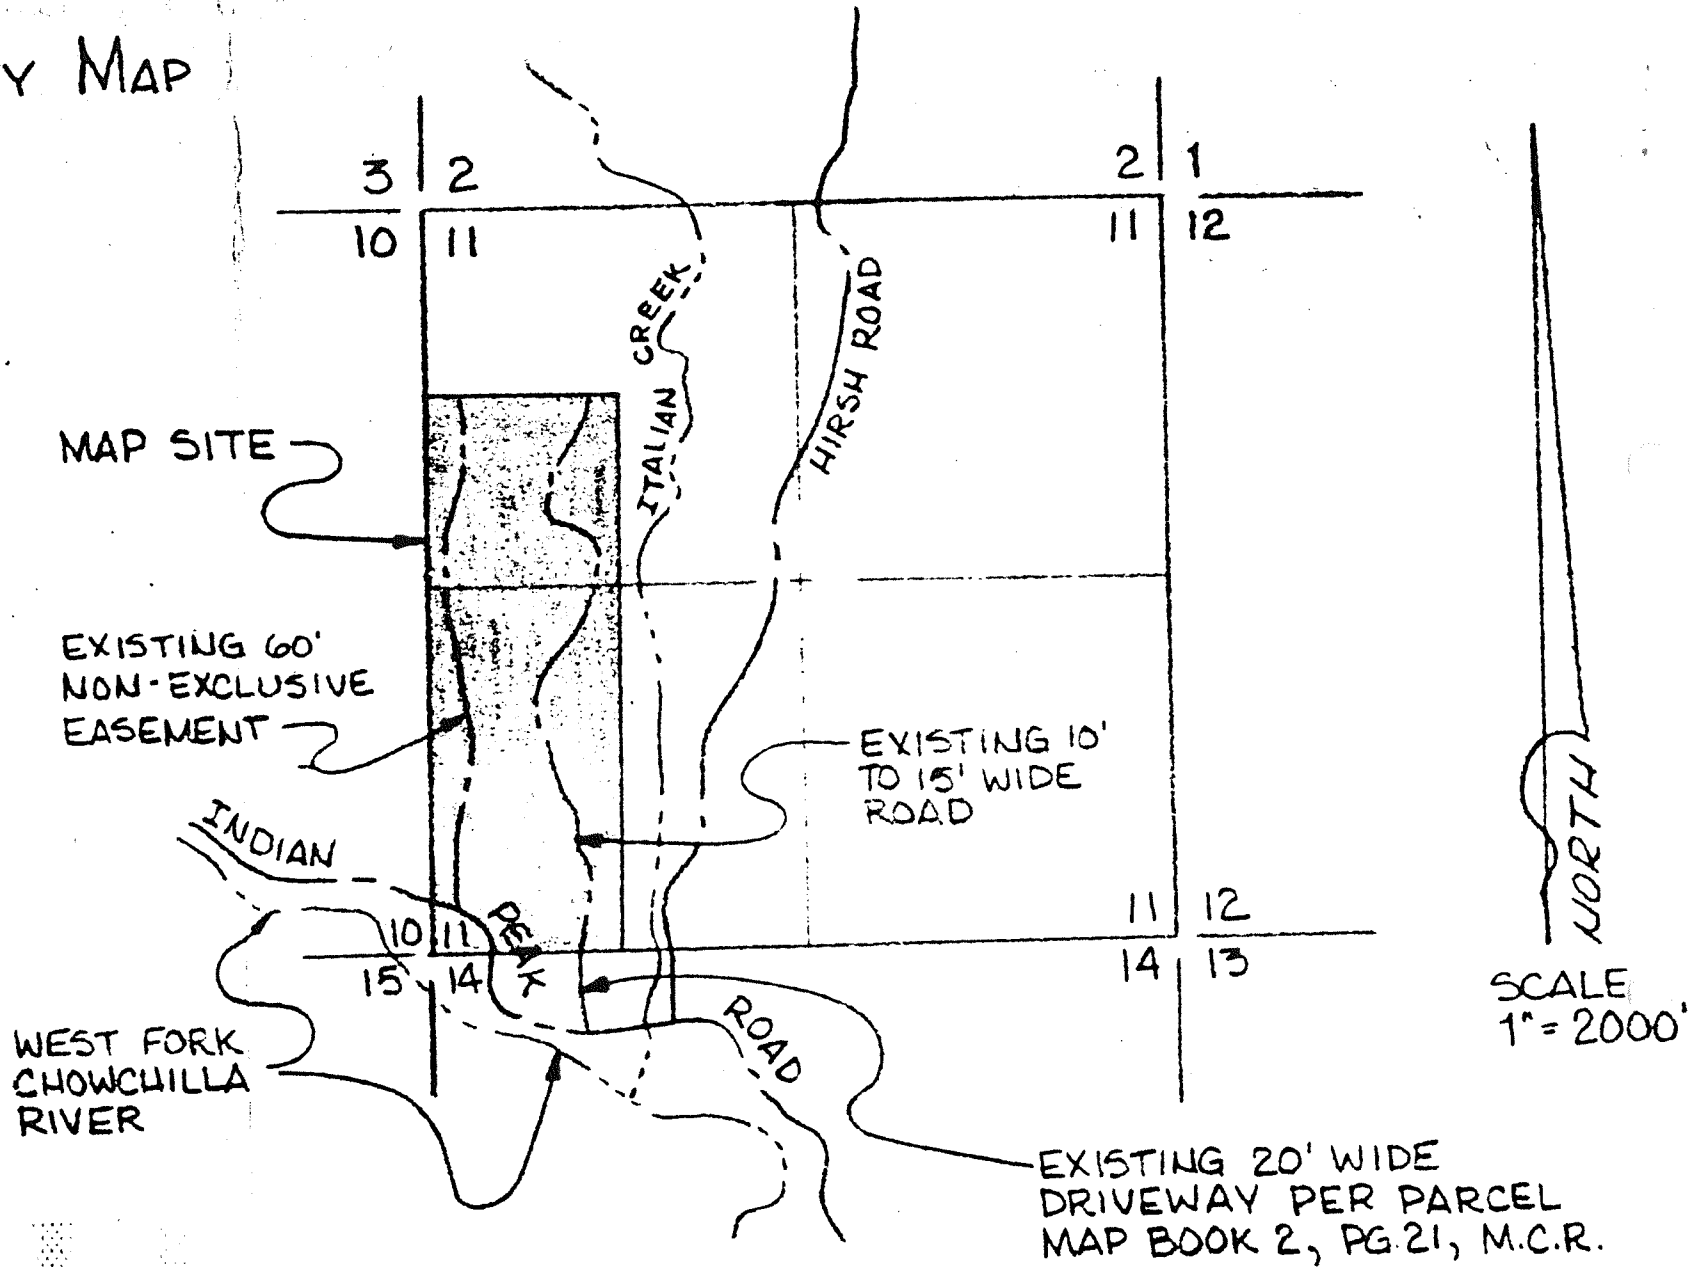 Y MAP
3 2
2 1
10 11
11 12
ITALIAN CREEK
HIRSH ROAD
MAP SITE
EXISTING 60'
NON-EXCLUSIVE
EASEMENT
EXISTING 10'
TO 15' WIDE
ROAD
INDIAN PEAK ROAD
10 11
11 12
15 14
14 13
NORTH
SCALE
1" = 2000'
WEST FORK
CHOWCHILLA
RIVER
EXISTING 20' WIDE
DRIVEWAY PER PARCEL
MAP BOOK 2, PG. 21, M.C.R.